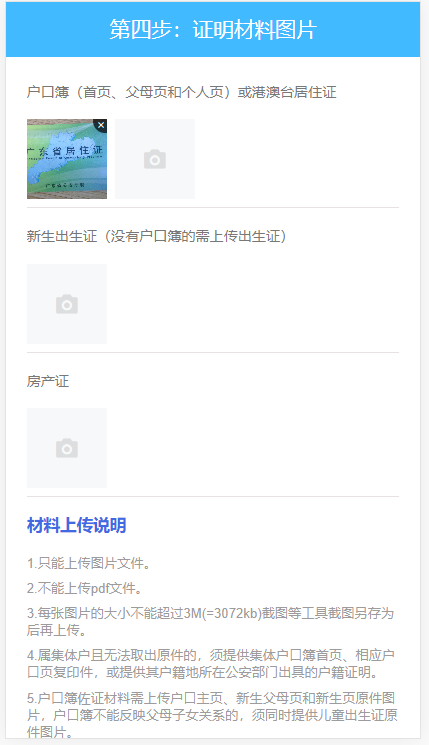 第四步：证明材料图片
户口簿（首页、父母页和个人页）或港澳台居住证
广东省居住证
新生出生证（没有户口簿的需上传出生证）
房产证
材料上传说明
1.只能上传图片文件。
2.不能上传pdf文件。
3.每张图片的大小不能超过3M(=3072kb)截图等工具截图另存为
后再上传。
4.属集体户且无法取出原件的，须提供集体户口簿首页、相应户
口页复印件，或提供其户籍地所在公安部门出具的户籍证明。
5.户口簿佐证材料需上传户口主页、新生父母页和新生页原件图
片，户口簿不能反映父母子女关系的，须同时提供儿童出生证原
件图片。